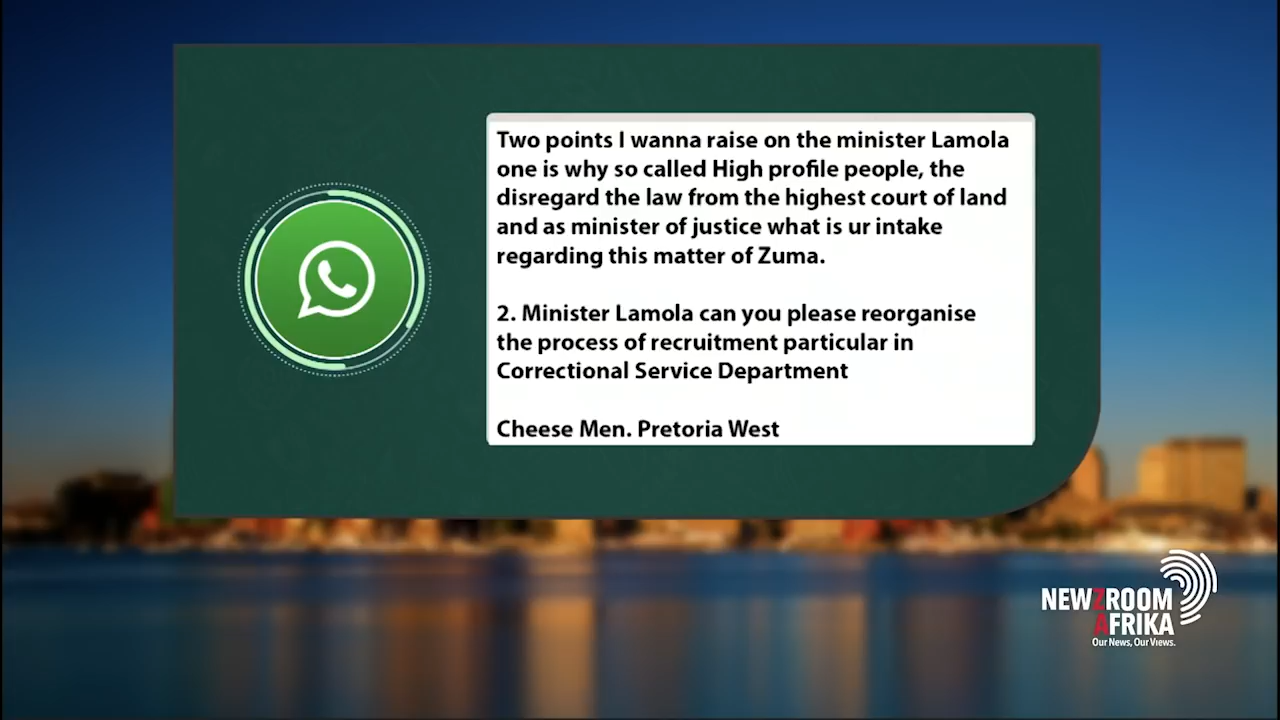 Two points I wanna raise on the minister Lamola
one is why so called High profile people, the
disregard the law from the highest court of land
and as minister of justice what is ur intake
regarding this matter of Zuma.
2. Minister Lamola can you please reorganise
the process of recruitment particular in
Correctional Service Department
Cheese Men. Pretoria West
NEWZROOM
AFRIKA
Our News, Our Views.